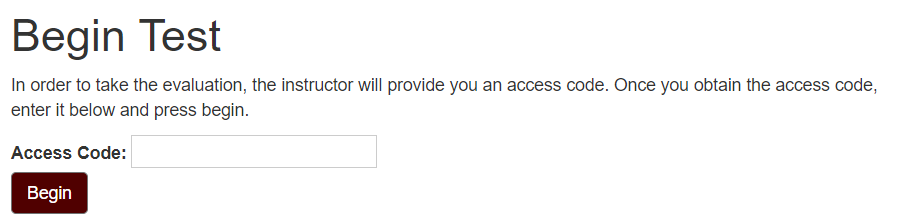 Begin Test
In order to take the evaluation, the instructor will provide you an access code. Once you obtain the access code,
enter it below and press begin.
Access Code:
Begin